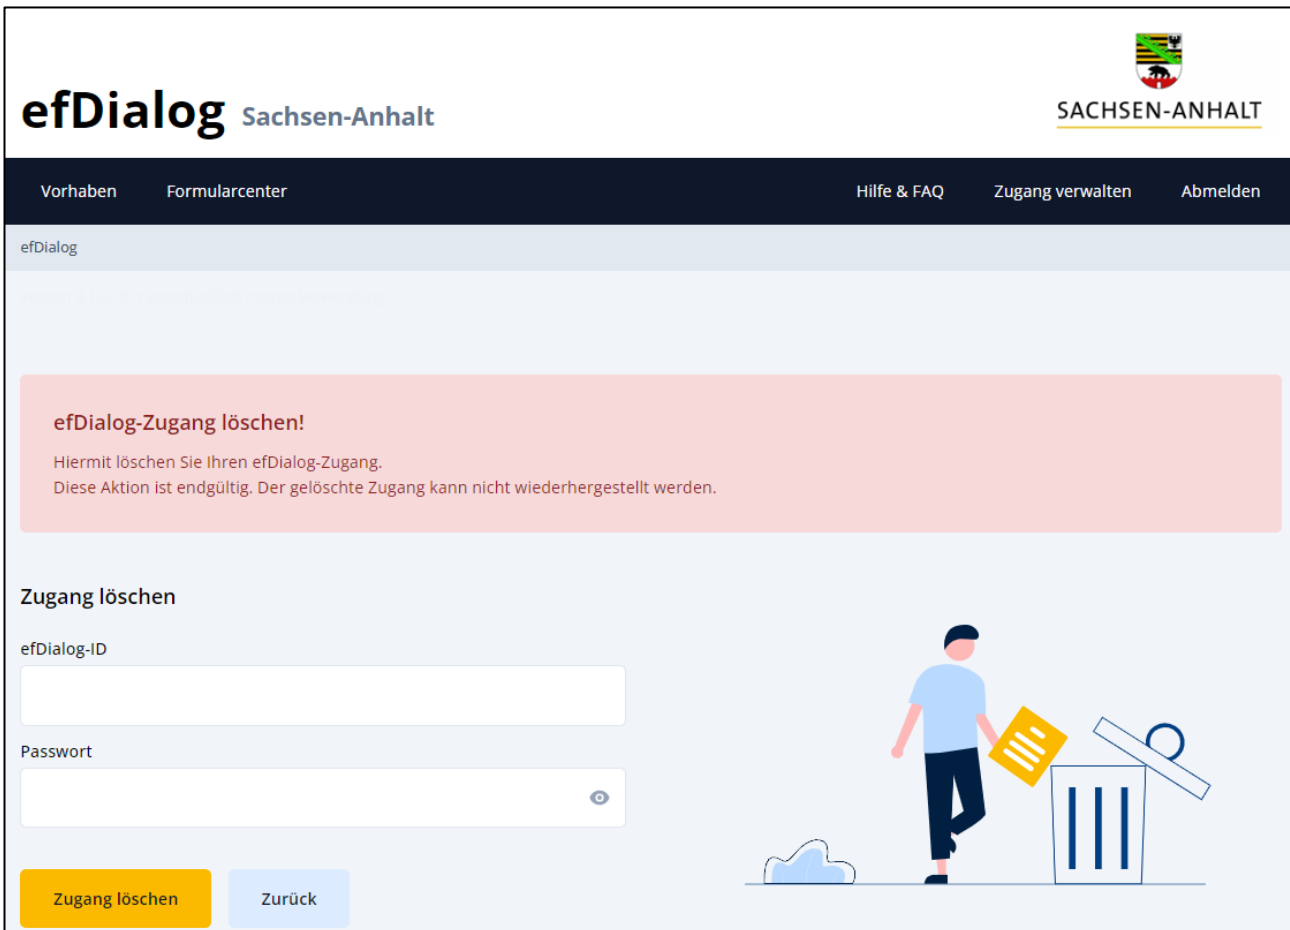 efDialog Sachsen-Anhalt
SACHSEN-ANHALT
Vorhaben Formularcenter Hilfe & FAQ Zugang verwalten Abmelden
efDialog
efDialog-Zugang löschen!
Hiermit löschen Sie Ihren efDialog-Zugang.
Diese Aktion ist endgültig. Der gelöschte Zugang kann nicht wiederhergestellt werden.
Zugang löschen
efDialog-ID
Passwort
Zugang löschen Zurück